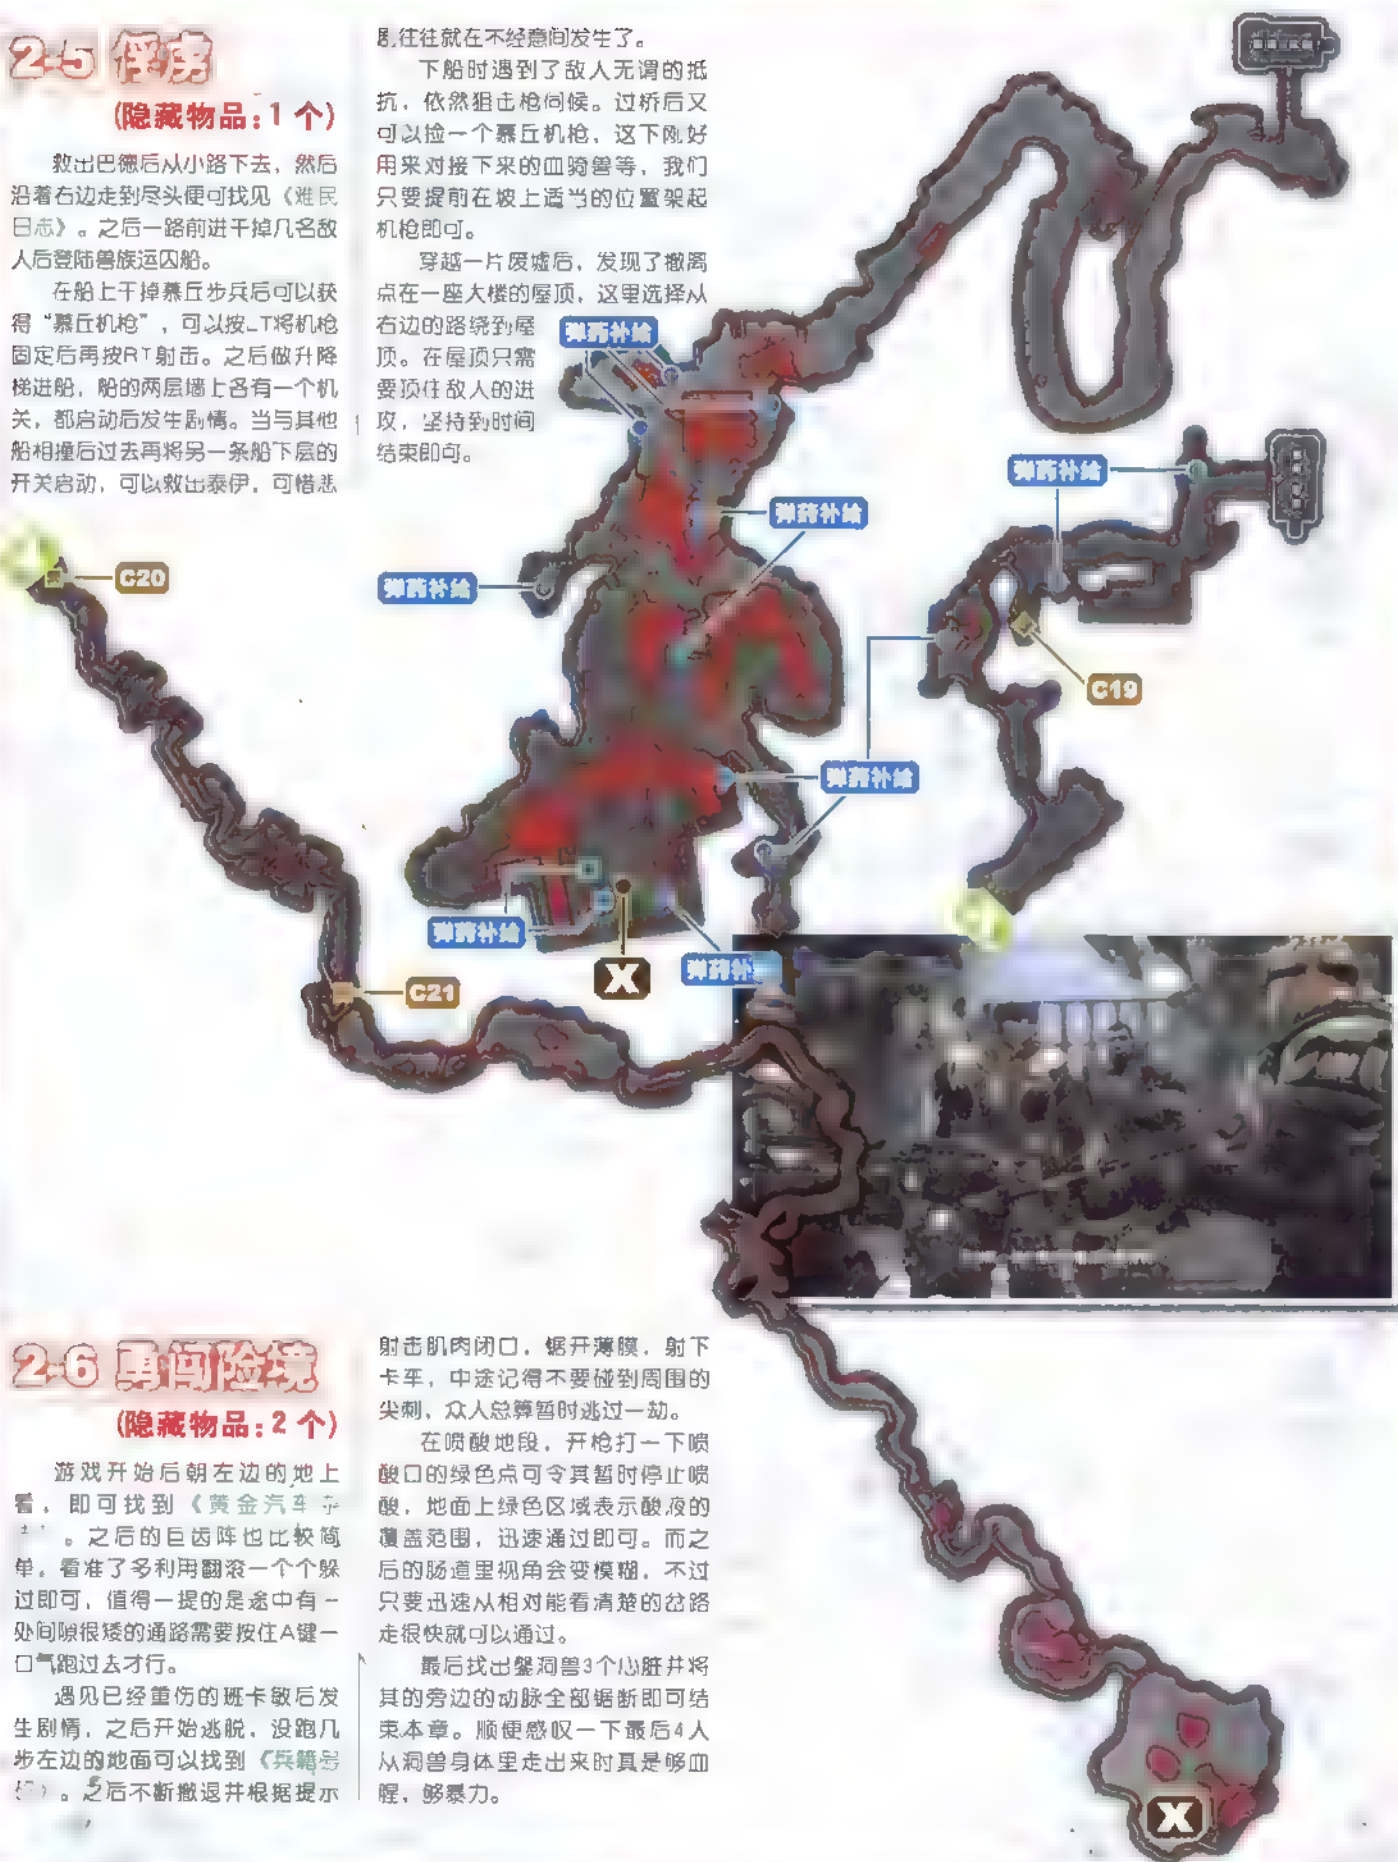 2-5 俘虏
(隐藏物品:1个)
救出巴德后从小路下去，然后
沿着右边走到尽头便可找见《难民
日志》。之后一路前进干掉几名敌
人后登陆兽族运囚船。
在船上干掉暴丘步兵后可以获
得“暴丘机枪”，可以按LT将机枪
固定后再按RT射击。之后做升降
梯进船，船的两层墙上各有一个机
关，都启动后发生剧情。当与其他
船相撞后过去再将另一条船下层的
开关启动，可以救出泰伊，可惜悲
剧往往就在不经意间发生了。
下船时遇到了敌人无谓的抵
抗，依然狙击枪伺候。过桥后又
可以捡一个暴丘机枪，这下刚好
用来对接下来的血骑兽等，我们
只要提前在坡上适当的位置架起
机枪即可。
穿越一片废墟后，发现了撤离
点在一座大楼的屋顶，这里选择从
右边的路绕到屋
顶。在屋顶只需
要顶住敌人的进
攻，坚持到时间
结束即可。
弹药补给
弹药补给
弹药补给
弹药补给
C20
C19
弹药补给
弹药补给
X
弹药补
C21
2-6 勇闯险境
(隐藏物品:2个)
游戏开始后朝左边的地上
看，即可找到《黄金汽车
。之后的巨齿阵也比较简
单，看准了多利用翻滚一个个躲
过即可，值得一提的是途中有一
处间隙很矮的通路需要按住A键一
口气跑过去才行。
遇见已经重伤的班卡敏后发
生剧情，之后开始逃脱，没跑几
步左边的地面可以找到《兵籍号
》。之后不断撤退并根据提示
射击肌肉闭口，锯开薄膜，射下
卡车，中途记得不要碰到周围的
尖刺，众人总算暂时逃过一劫。
在喷酸地段，开枪打一下喷
酸口的绿色点可令其暂时停止喷
酸，地面上绿色区域表示酸液的
覆盖范围，迅速通过即可。而之
后的肠道里视角会变模糊，不过
只要迅速从相对能看清楚的岔路
走很快就可以通过。
最后找出鳌洞兽3个心脏并将
其的旁边的动脉全部锯断即可结
束本章。顺便感叹一下最后4人
从洞兽身体里走出来时真是够血
腥，够暴力。
X